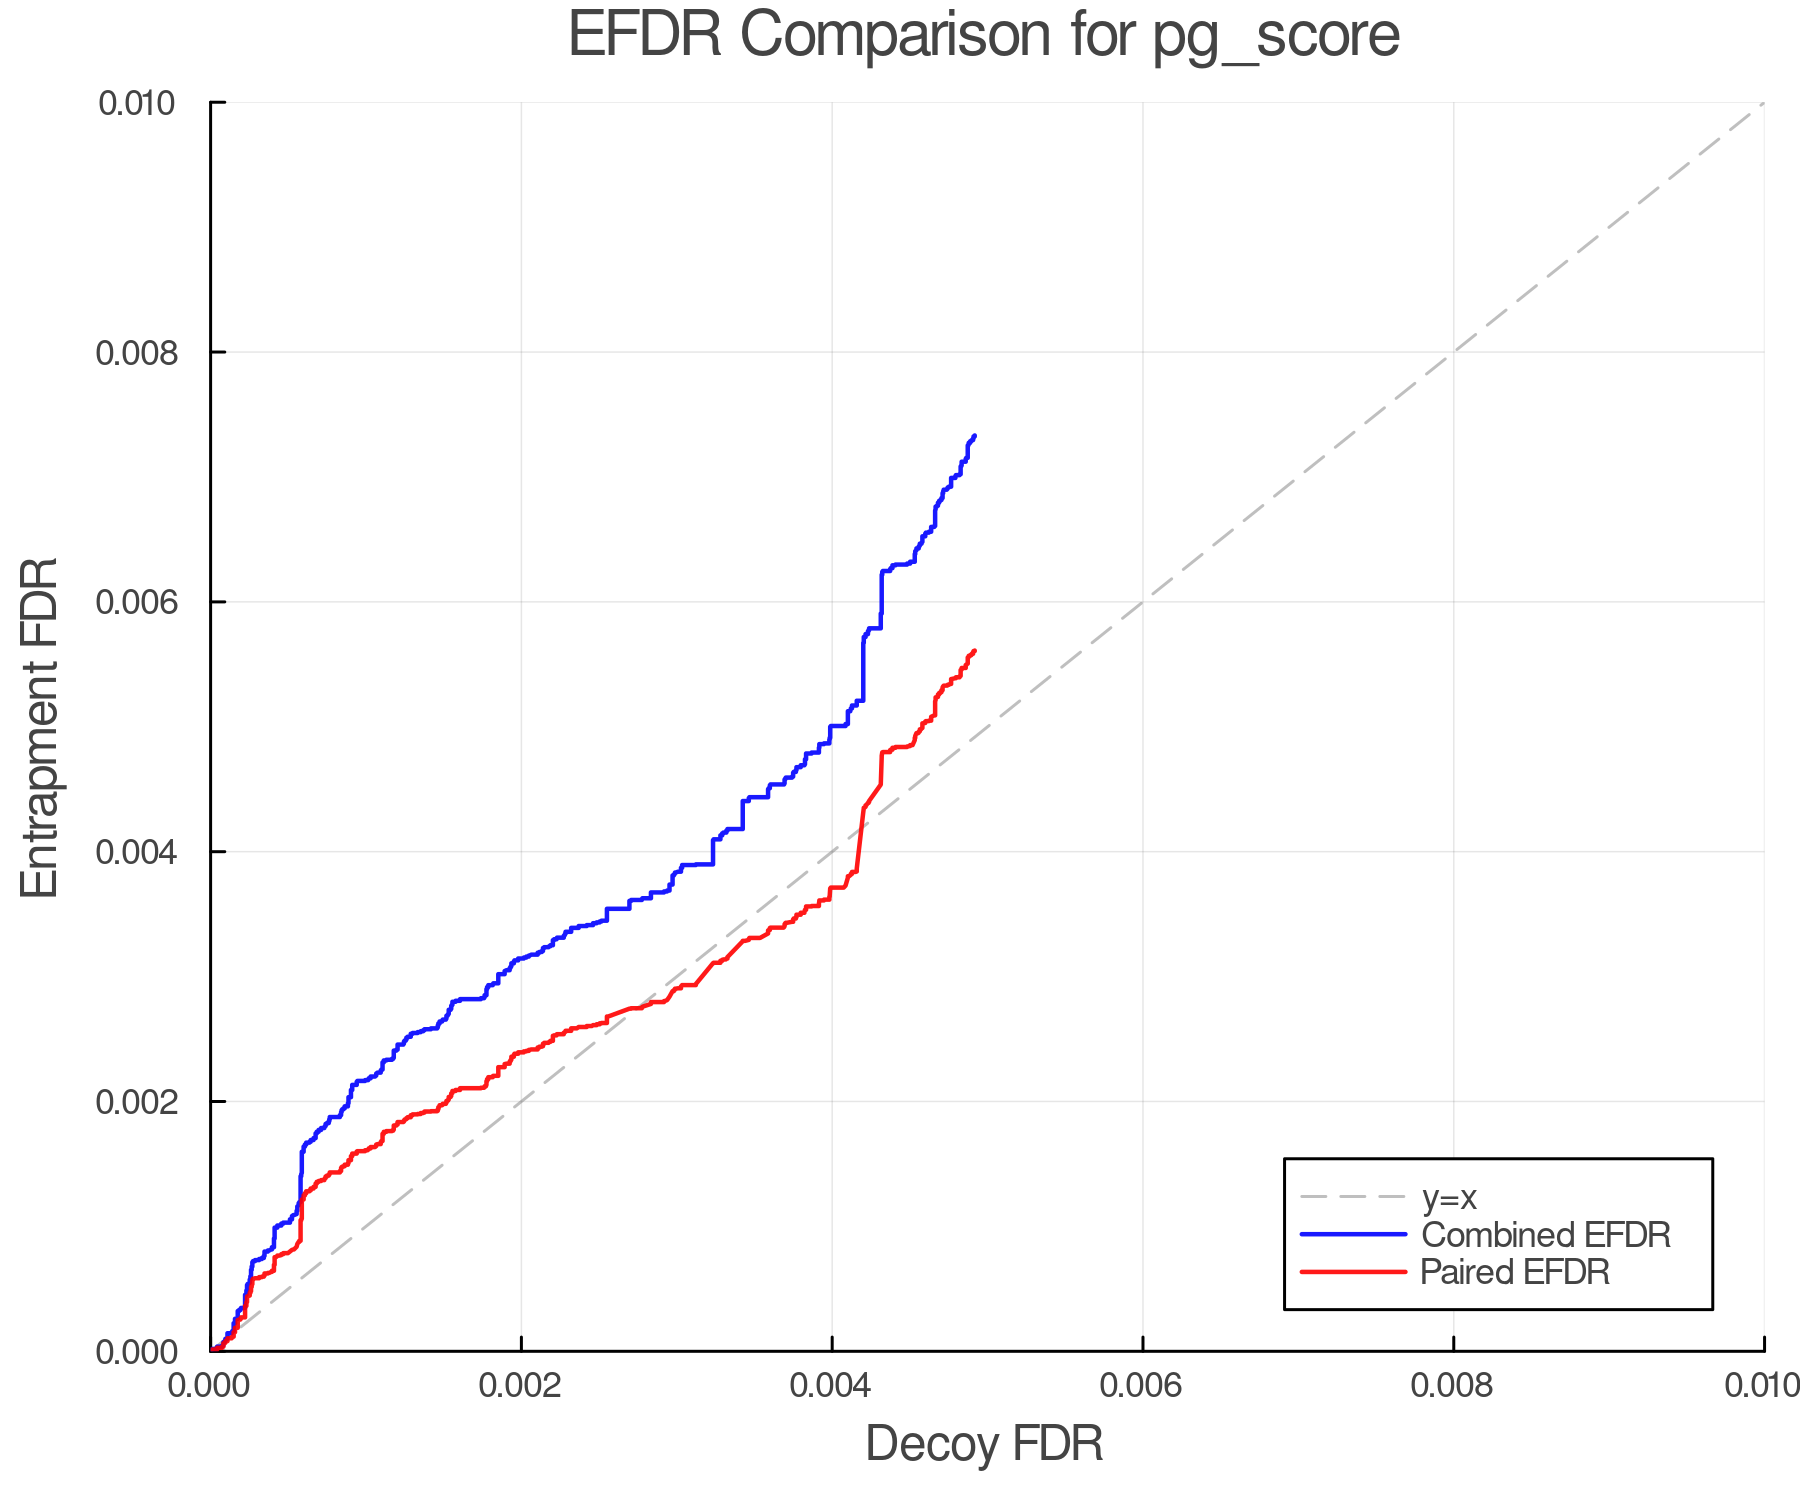 EFDR Comparison for pg_score
0.010
0.008
0.006
0.004
0.002
0.000
Entrapment FDR
y=x
Combined EFDR
Paired EFDR
0.000 0.002 0.004 0.006 0.008 0.010
Decoy FDR